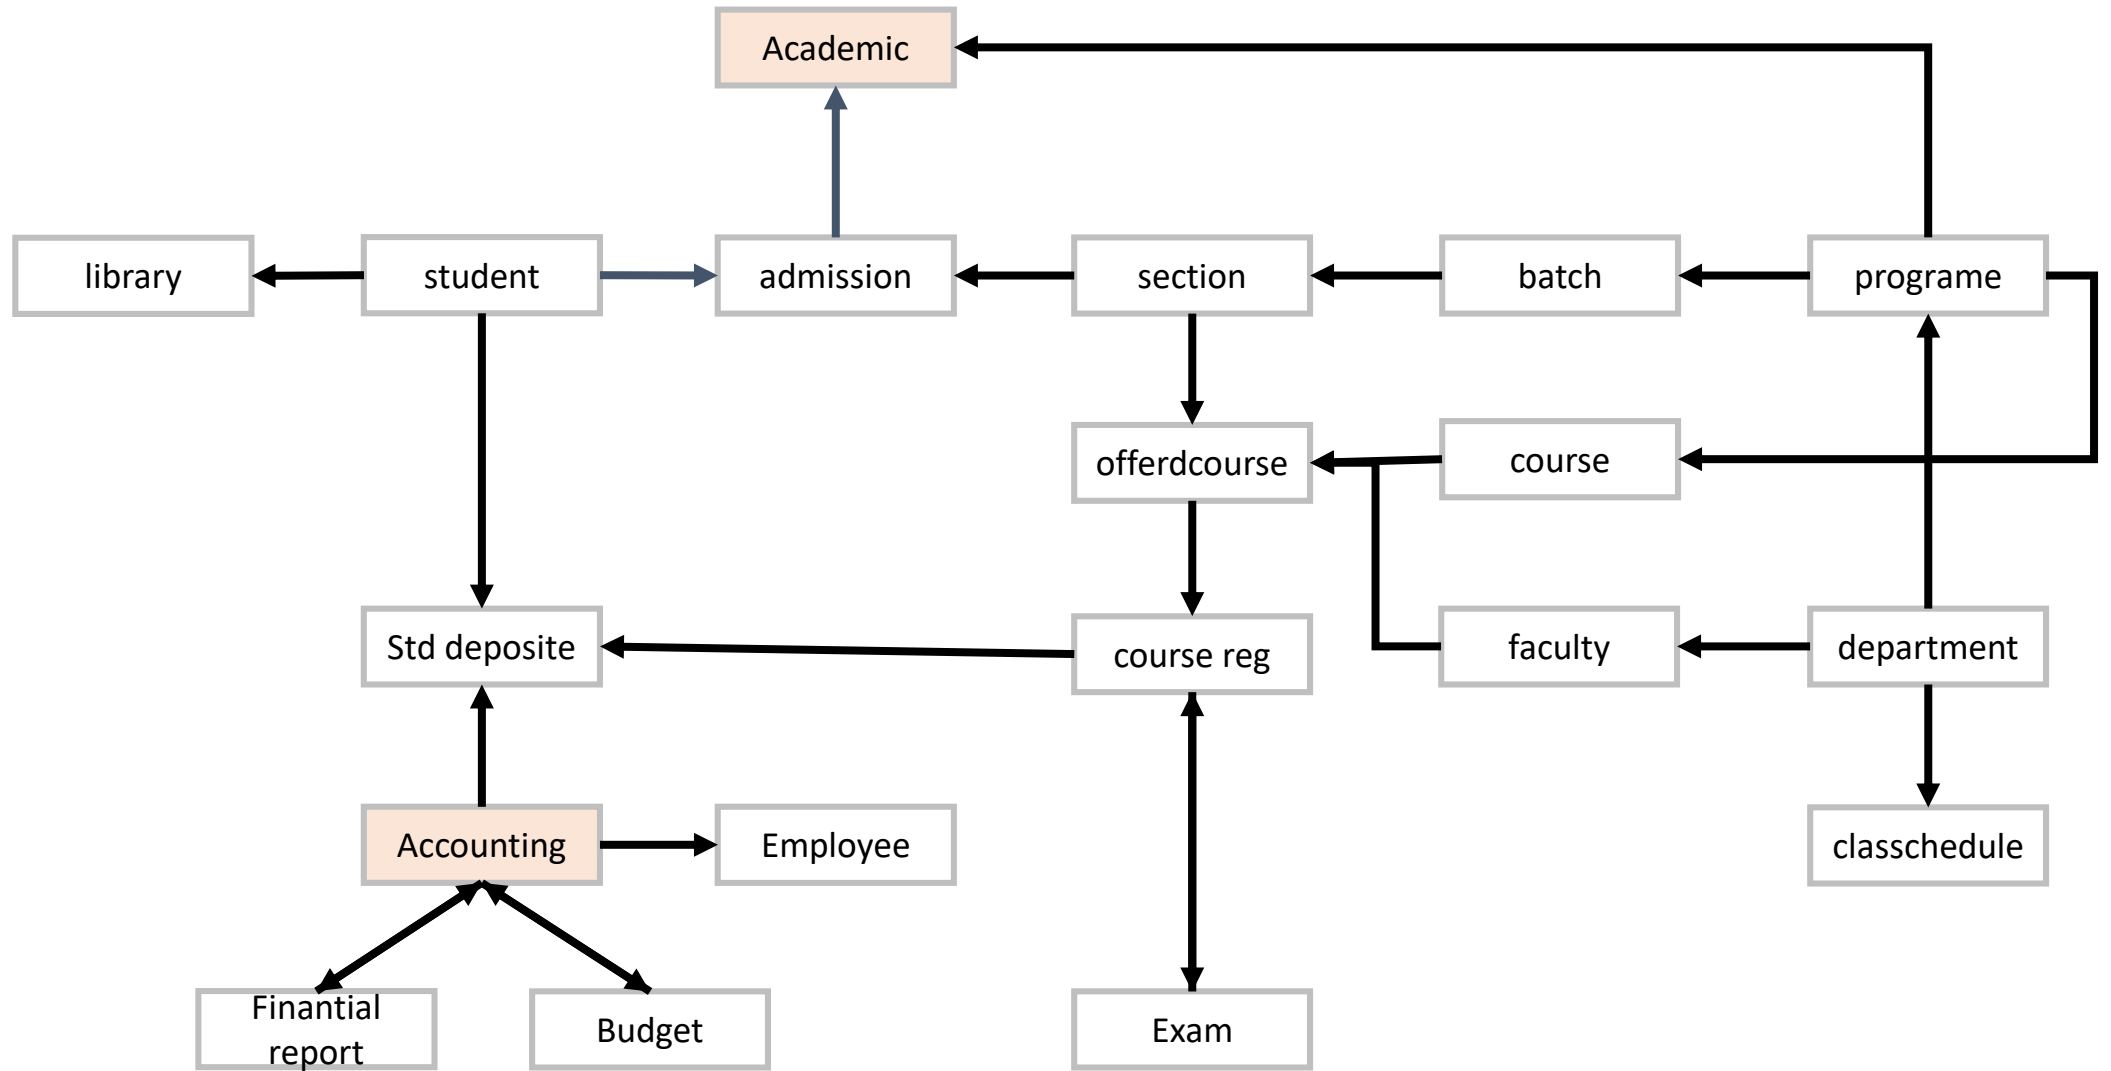 Academic
library
student
admission
section
batch
programe
offerdcourse
course
Std deposite
course reg
faculty
department
Accounting
Employee
classchedule
Finantial
report
Budget
Exam